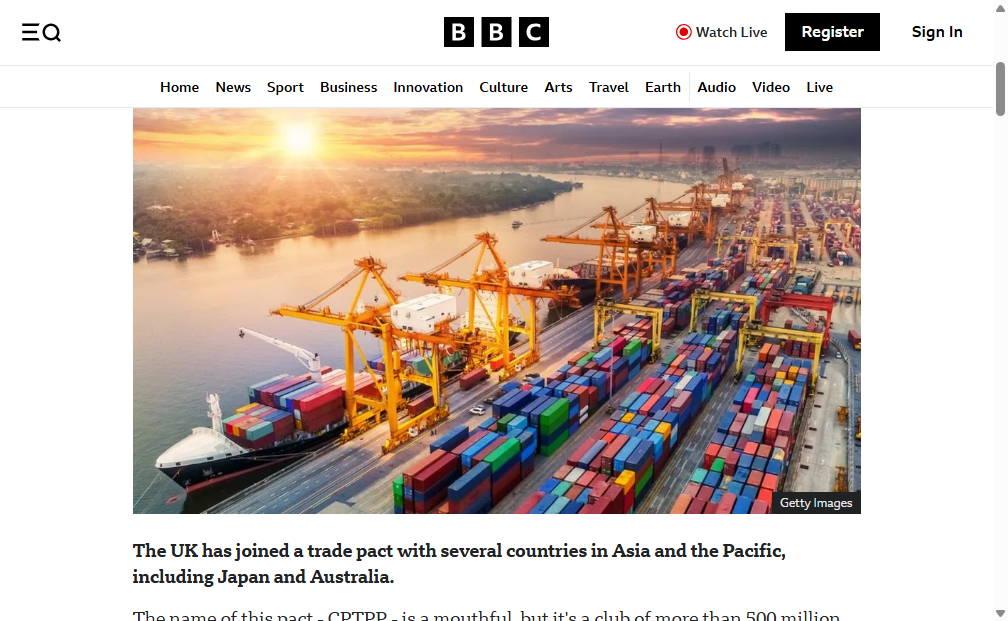 BBC
Watch Live
Register
Sign In
Home News Sport Business Innovation Culture Arts Travel Earth Audio Video Live
Getty Images
The UK has joined a trade pact with several countries in Asia and the Pacific,
including Japan and Australia.
The name of this pact - CPTPP - is a mouthful, but it's a club of more than 500 million